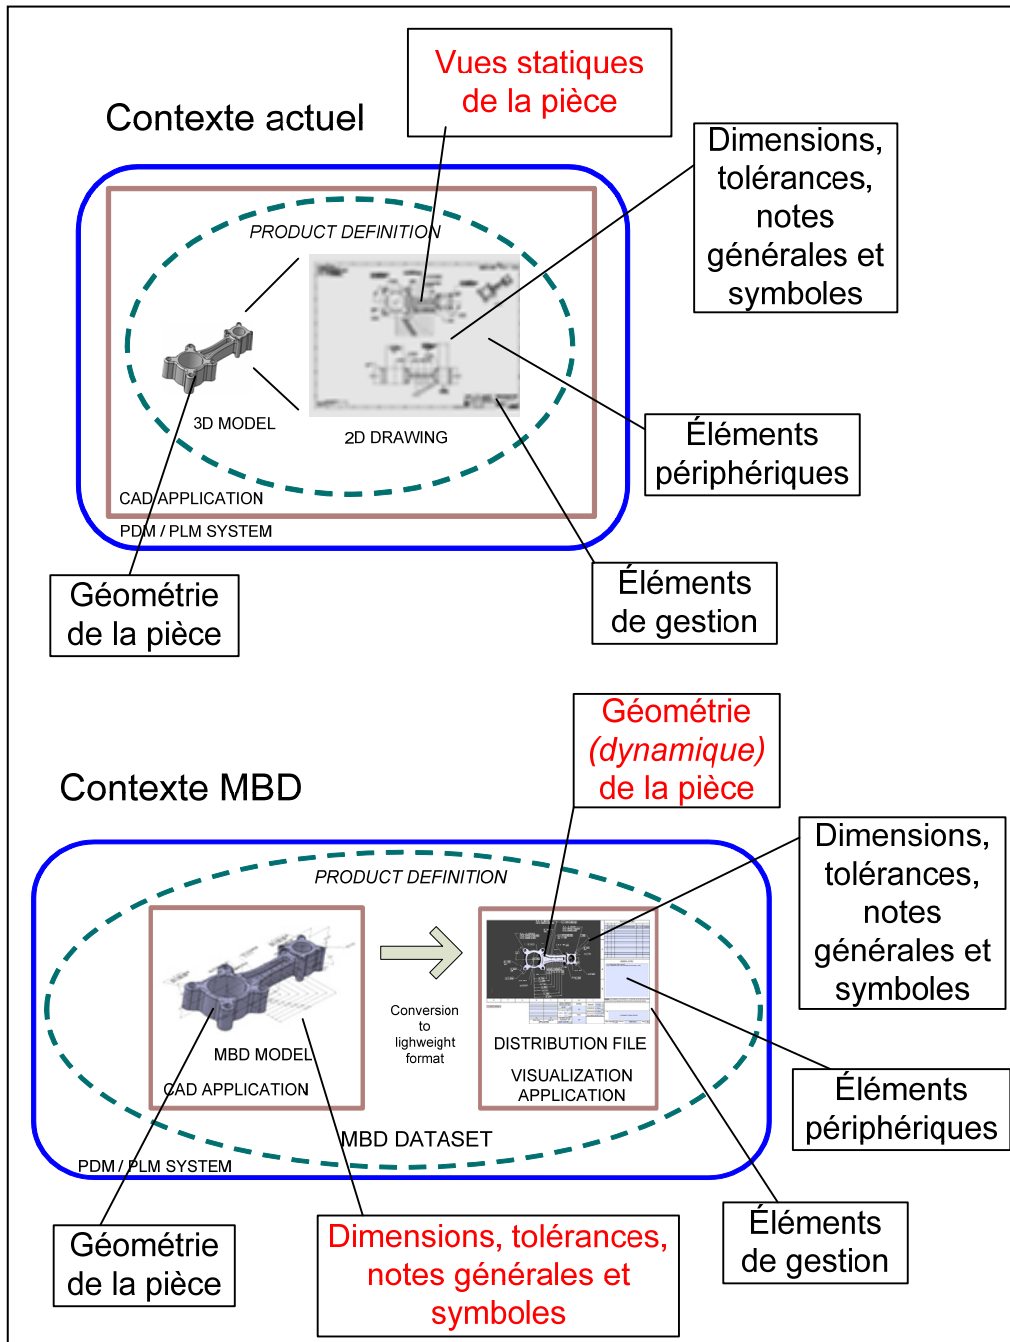 Vues statiques
de la pièce
Contexte actuel
Dimensions,
tolérances,
notes
générales et
symboles
PRODUCT DEFINITION
3D MODEL
2D DRAWING
Éléments
périphériques
CAD APPLICATION
PDM / PLM SYSTEM
Géométrie
de la pièce
Éléments
de gestion
Géométrie
(dynamique)
de la pièce
Contexte MBD
Dimensions,
tolérances,
notes
générales et
symboles
PRODUCT DEFINITION
Conversion
to
lighweight
format
MBD MODEL
CAD APPLICATION
DISTRIBUTION FILE
VISUALIZATION
APPLICATION
Éléments
périphériques
MBD DATASET
PDM / PLM SYSTEM
Géométrie
de la pièce
Dimensions, tolérances,
notes générales et
symboles
Éléments
de gestion